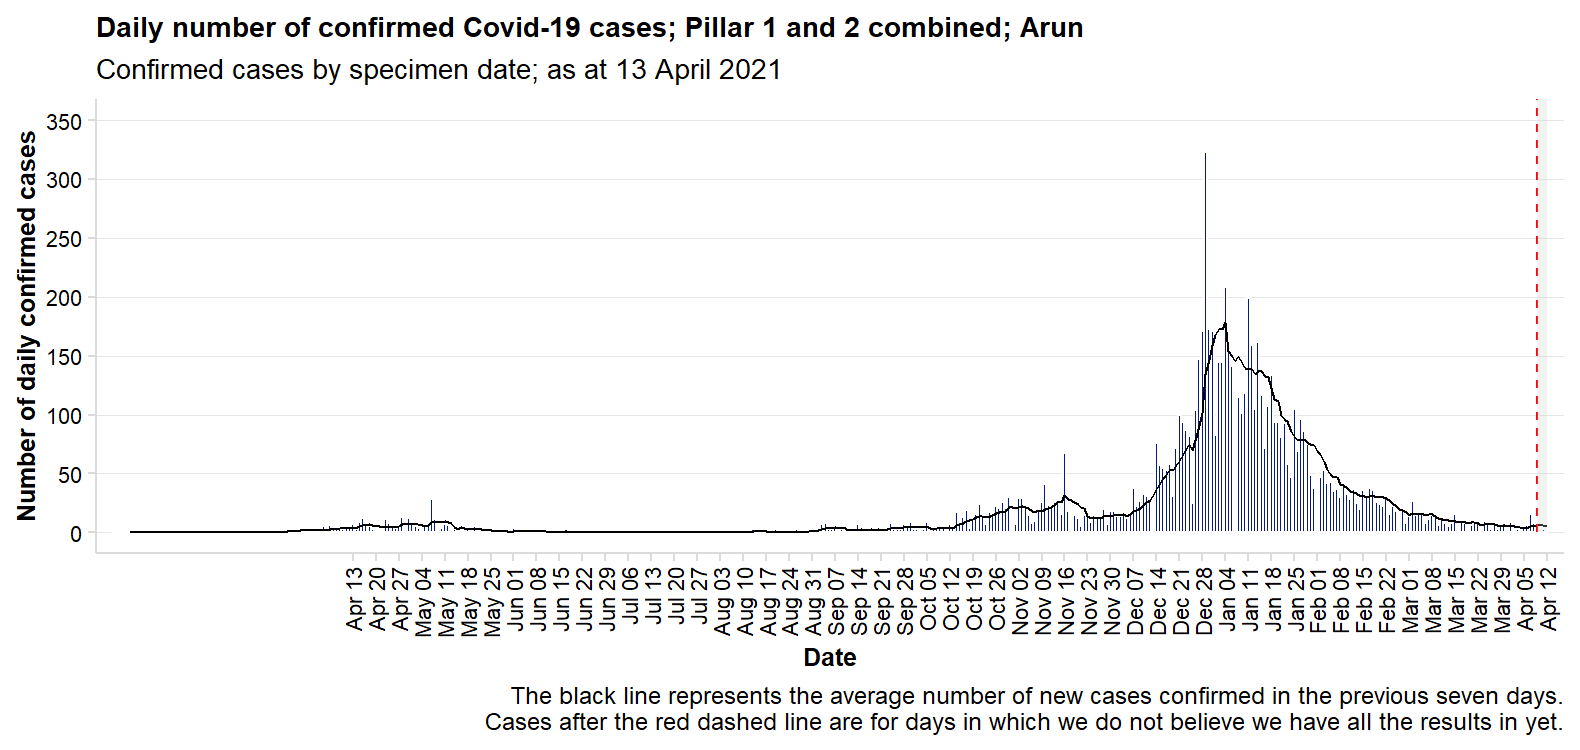 Daily number of confirmed Covid-19 cases; Pillar 1 and 2 combined; Arun
Confirmed cases by specimen date; as at 13 April 2021
Number of daily confirmed cases
350
300
250
200
150
100
50
0
Apr 13
Apr 20
Apr 27
May 04
May 11
May 18
May 25
Jun 01
Jun 08
Jun 15
Jun 22
Jun 29
Jul 06
Jul 13
Jul 20
Jul 27
Aug 03
Aug 10
Aug 17
Aug 24
Aug 31
Sep 07
Sep 14
Sep 21
Sep 28
Oct 05
Oct 12
Oct 19
Oct 26
Nov 02
Nov 09
Nov 16
Nov 23
Nov 30
Dec 07
Dec 14
Dec 21
Dec 28
Jan 04
Jan 11
Jan 18
Jan 25
Feb 01
Feb 08
Feb 15
Feb 22
Mar 01
Mar 08
Mar 15
Mar 22
Mar 29
Apr 05
Apr 12
Date
The black line represents the average number of new cases confirmed in the previous seven days.
Cases after the red dashed line are for days in which we do not believe we have all the results in yet.